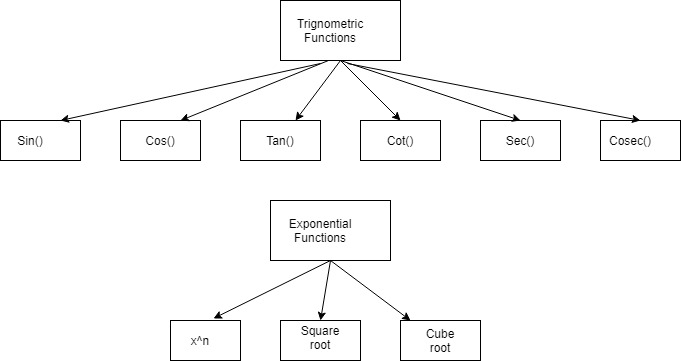 Trignometric
Functions
Sin()
Cos()
Tan()
Cot()
Sec()
Cosec()
Exponential
Functions
x^n
Square
root
Cube
root